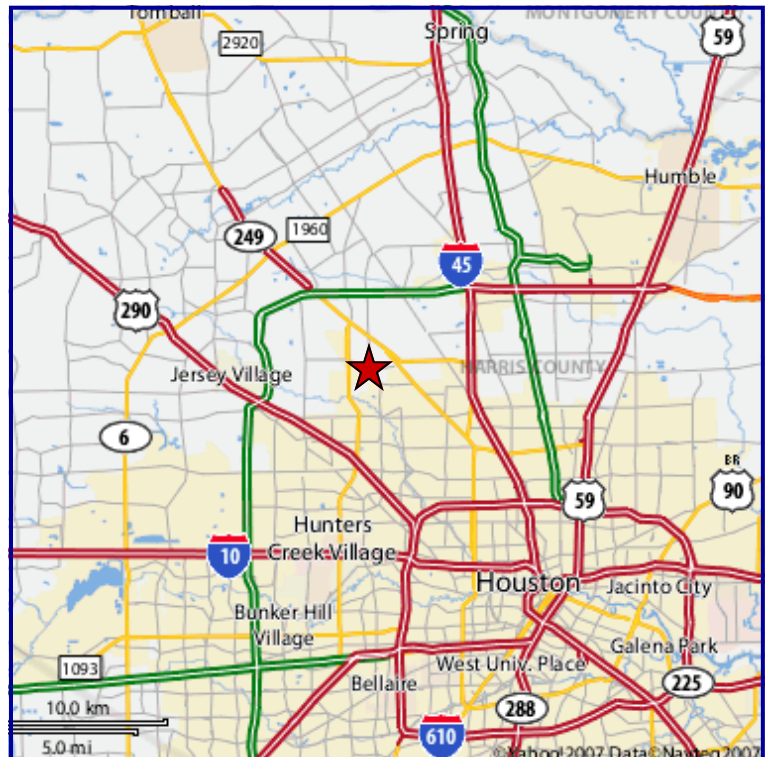 Tomball
MONTGOMERY COUNTY
Spring
59
2920
Humble
1960
249
45
290
Jersey Village
HARRIS COUNTY
6
BR
90
59
Hunters
Creek Village
10
Houston
Jacinto City
Bunker Hill
Village
Galena Park
1093
West Univ. Place
Bellaire
225
10.0 km
288
5.0 mi
610
©Yahoo! 2007 Data©Navteq 2007